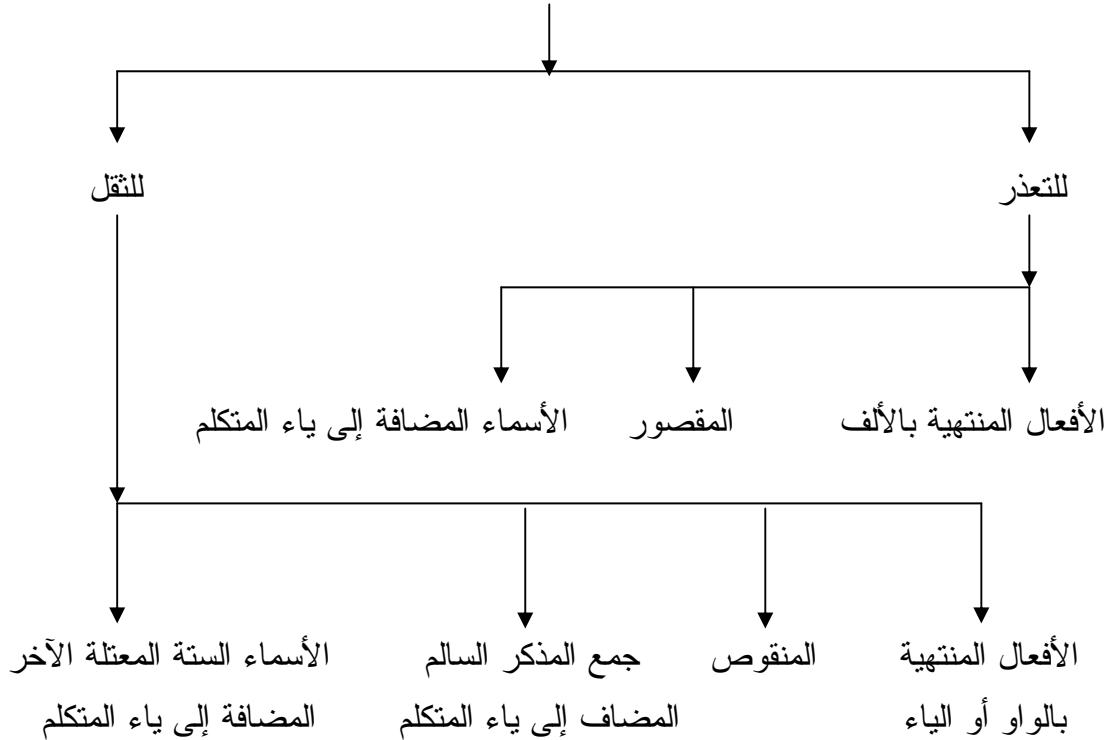 للتعذر
للثقل
الأفعال المنتهية بالألف
المقصور
الأسماء المضافة إلى ياء المتكلم
الأفعال المنتهية
بالواو أو الياء
المنقوص
جمع المذكر السالم
المضاف إلى ياء المتكلم
الأسماء الستة المعتلة الآخر
المضافة إلى ياء المتكلم